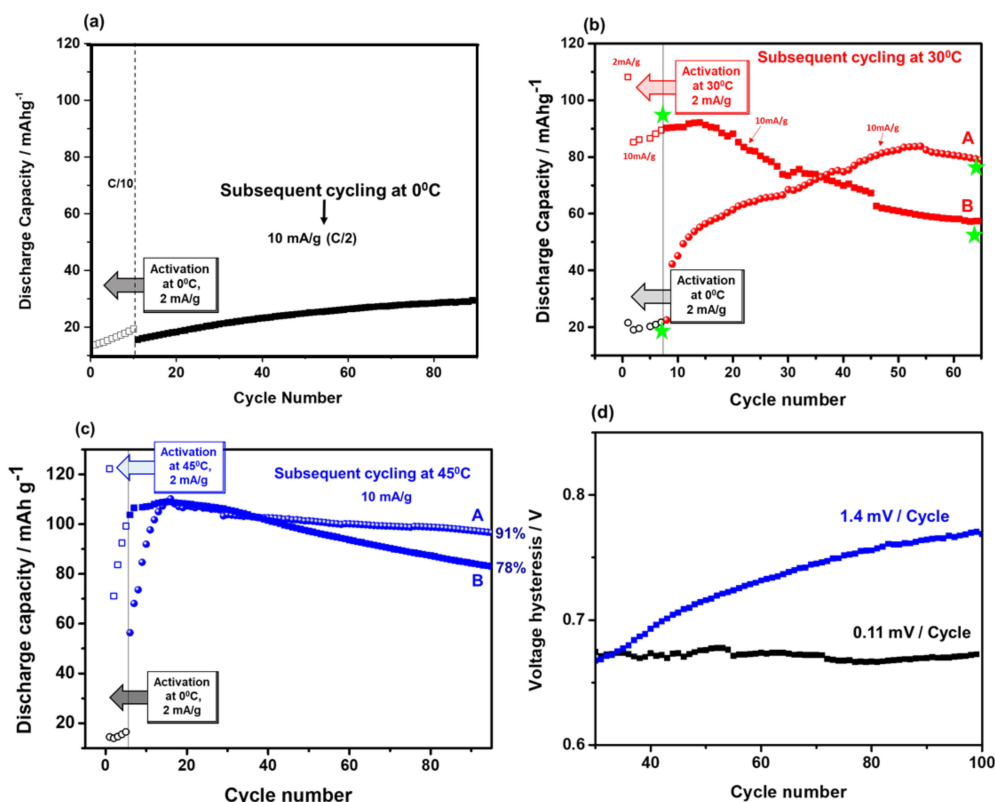 (a)
120
100
80
60
40
20
0
20
40
60
80
Discharge Capacity / mAhg⁻¹
Cycle Number
C/10
Subsequent cycling at 0⁰C
10 mA/g (C/2)
Activation
at 0⁰C,
2 mA/g
(b)
120
100
80
60
40
20
0
10
20
30
40
50
60
Discharge Capacity / mAhg⁻¹
Cycle number
2mA/g
Activation
at 30⁰C
2 mA/g
Subsequent cycling at 30⁰C
10mA/g
10mA/g
10mA/g
A
B
Activation
at 0⁰C
2 mA/g
(c)
120
100
80
60
40
20
0
20
40
60
80
Discharge capacity / mAh g⁻¹
Cycle number
Activation
at 45⁰C,
2 mA/g
Subsequent cycling at 45⁰C
10 mA/g
A
91%
78%
B
Activation
at 0⁰C,
2 mA/g
(d)
0.8
0.7
0.6
40
60
80
100
Voltage hysteresis / V
Cycle number
1.4 mV / Cycle
0.11 mV / Cycle